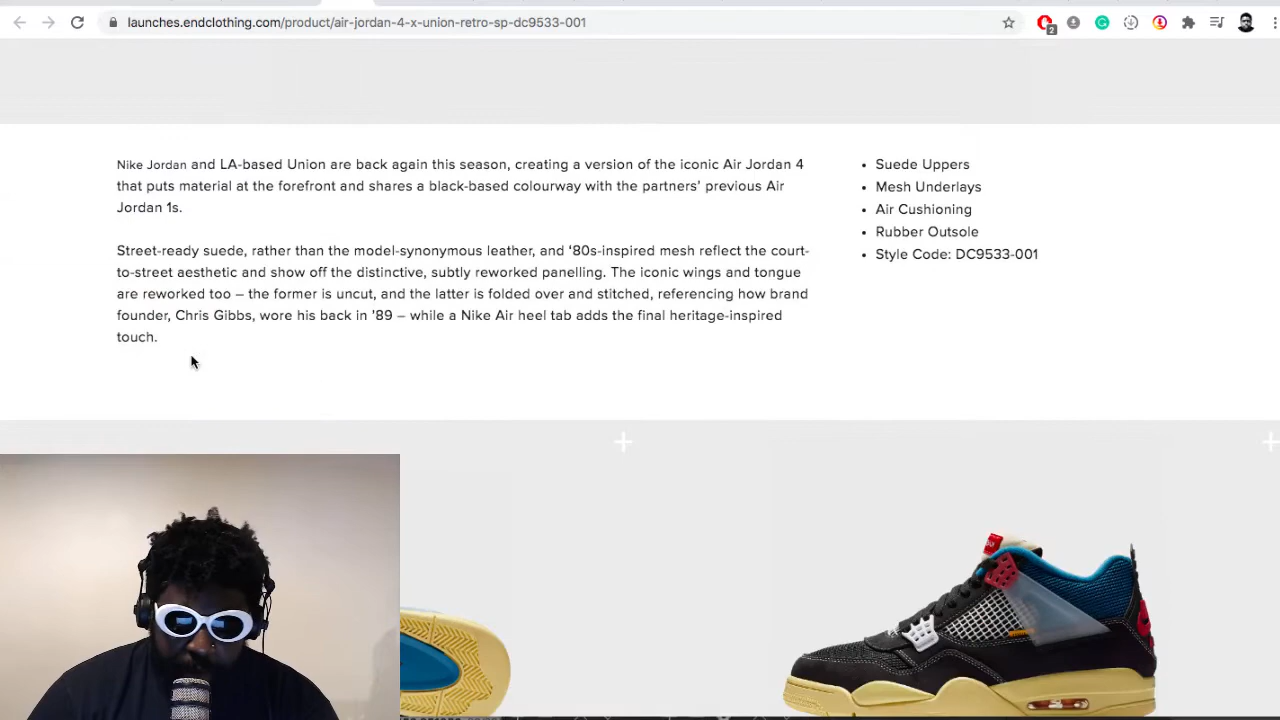 launches.endclothing.com/product/air-jordan-4-x-union-retro-sp-dc9533-001
2
Nike Jordan and LA-based Union are back again this season, creating a version of the iconic Air Jordan 4
that puts material at the forefront and shares a black-based colourway with the partners' previous Air
Jordan 1s.
Street-ready suede, rather than the model-synonymous leather, and ‘80s-inspired mesh reflect the court-
to-street aesthetic and show off the distinctive, subtly reworked panelling. The iconic wings and tongue
are reworked too – the former is uncut, and the latter is folded over and stitched, referencing how brand
founder, Chris Gibbs, wore his back in '89 – while a Nike Air heel tab adds the final heritage-inspired
touch.
• Suede Uppers
• Mesh Underlays
• Air Cushioning
• Rubber Outsole
• Style Code: DC9533-001